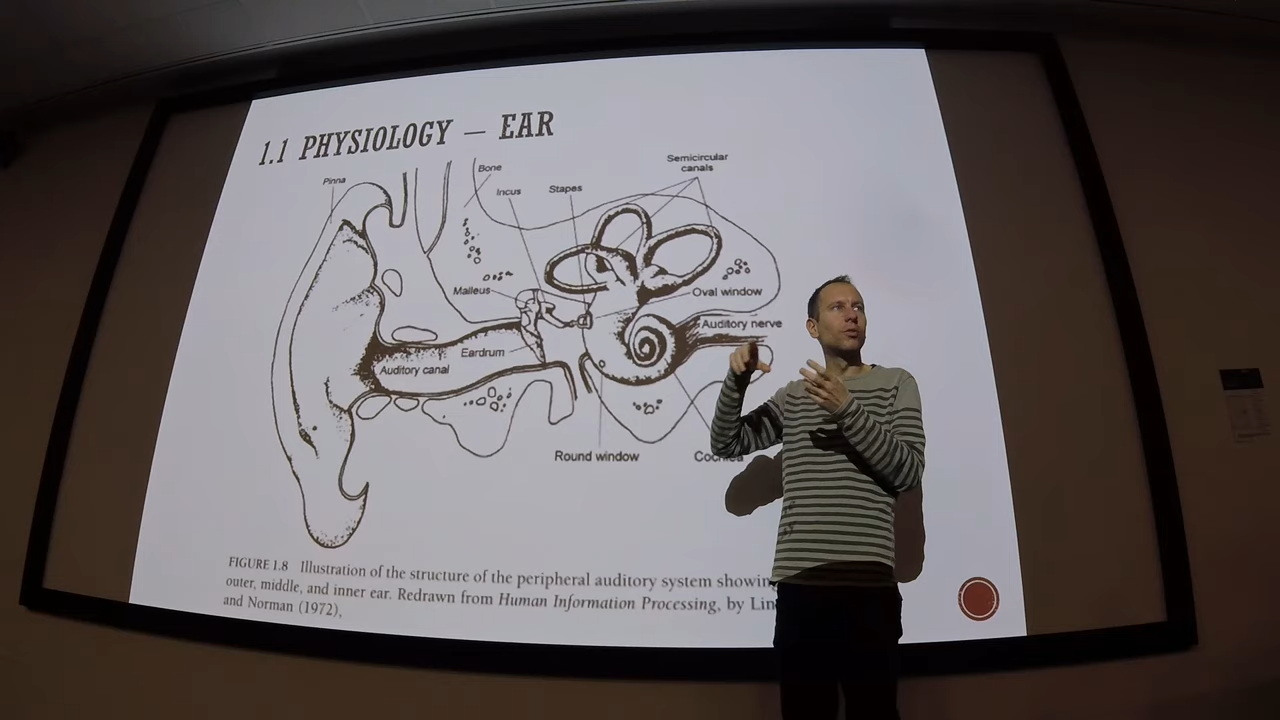 1.1 PHYSIOLOGY – EAR
Semicircular
canals
Bone
Pinna
Incus
Stapes
Malleus
Oval window
Auditory nerve
Eardrum
Auditory canal
Round window
FIGURE 1.8 Illustration of the structure of the peripheral auditory system showin
outer, middle, and inner ear. Redrawn from Human Information Processing, by Lin
and Norman (1972),